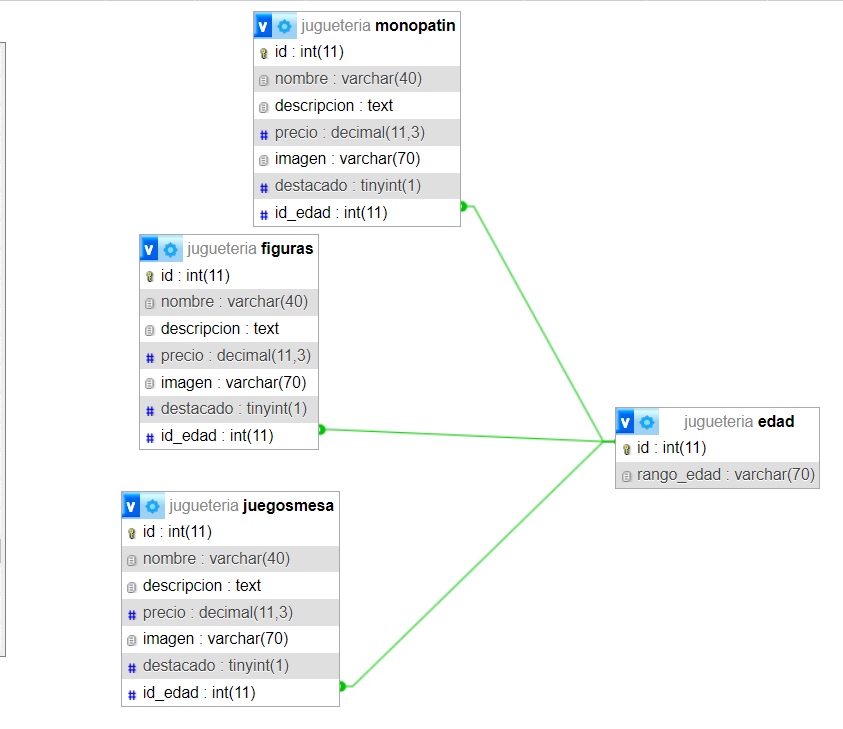 v jugueteria monopatin
id : int(11)
nombre : varchar(40)
descripcion : text
# precio : decimal(11,3)
imagen : varchar(70)
# destacado : tinyint(1)
# id_edad : int(11)
v jugueteria figuras
id : int(11)
nombre : varchar(40)
descripcion : text
# precio : decimal(11,3)
imagen : varchar(70)
# destacado : tinyint(1)
# id_edad : int(11)
v jugueteria edad
id : int(11)
rango_edad : varchar(70)
v jugueteria juegosmesa
id : int(11)
nombre : varchar(40)
descripcion : text
# precio : decimal(11,3)
imagen : varchar(70)
# destacado : tinyint(1)
# id_edad : int(11)